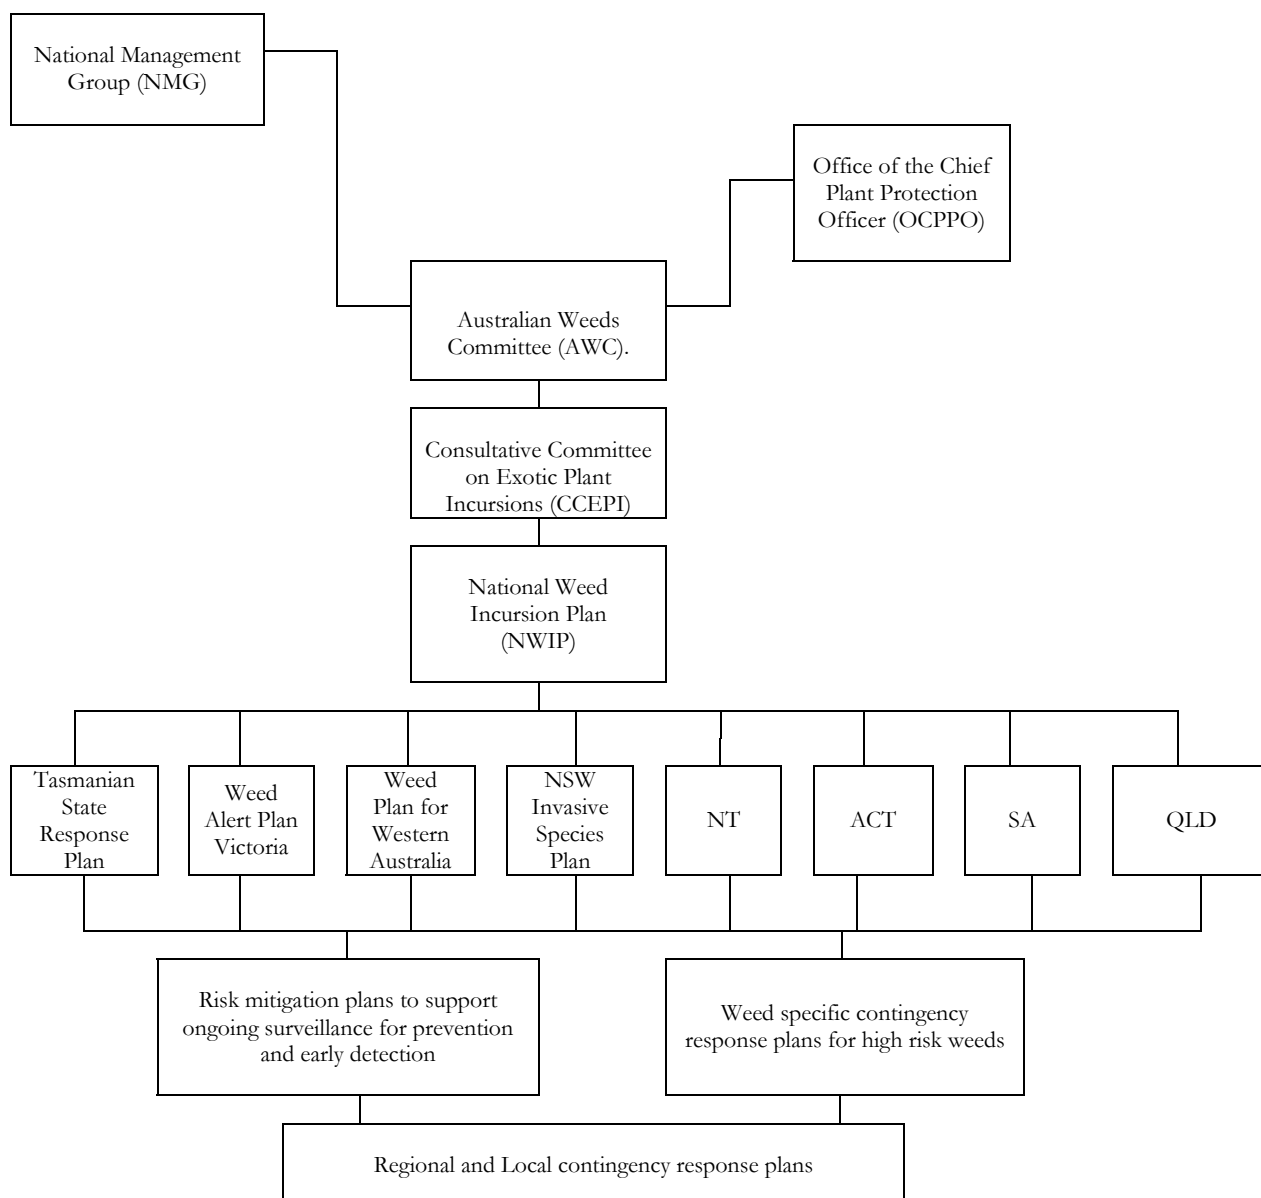 National Management
Group (NMG)
Office of the Chief
Plant Protection
Officer (OCPPO)
Australian Weeds
Committee (AWC).
Consultative Committee
on Exotic Plant
Incursions (CCEPI)
National Weed
Incursion Plan
(NWIP)
Tasmanian
State
Response
Plan
Weed
Alert Plan
Victoria
Weed
Plan for
Western
Australia
NSW
Invasive
Species
Plan
NT
ACT
SA
QLD
Risk mitigation plans to support
ongoing surveillance for prevention
and early detection
Weed specific contingency
response plans for high risk weeds
Regional and Local contingency response plans